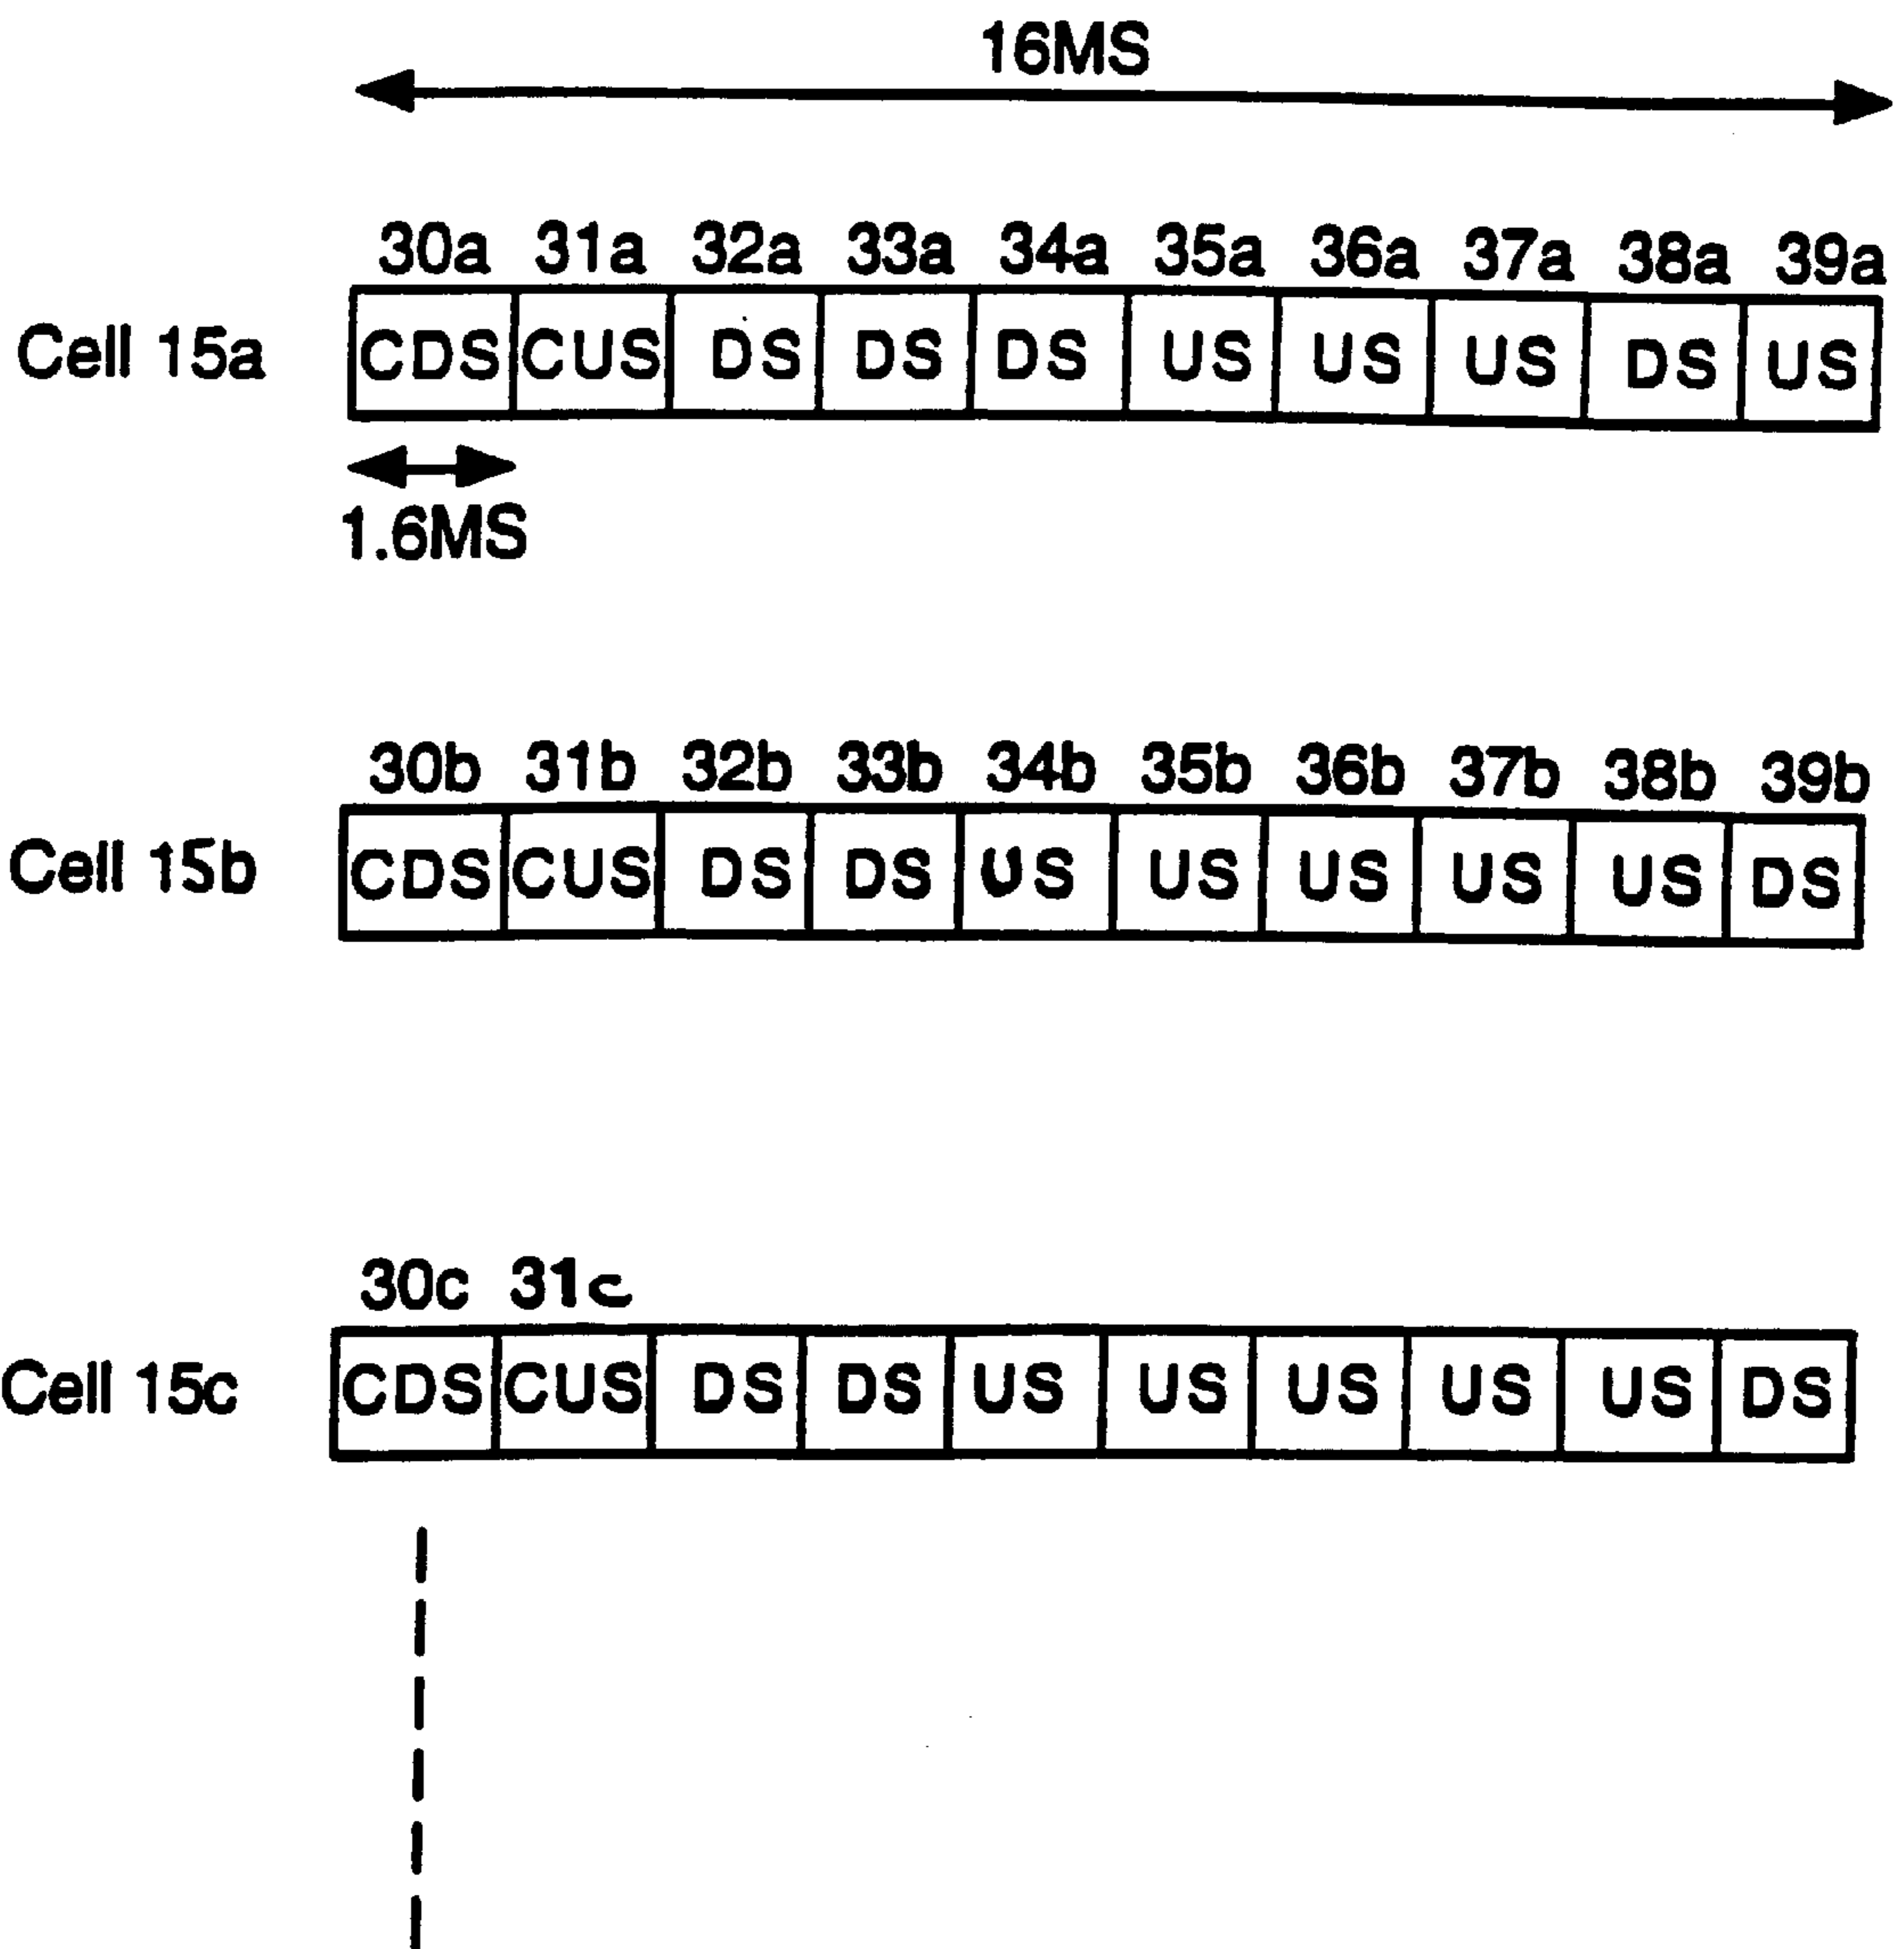 16MS
30a 31a 32a 33a 34a 35a 36a 37a 38a 39a
Cell 15a CDS CUS DS DS DS US US US DS US
1.6MS
30b 31b 32b 33b 34b 35b 36b 37b 38b 39b
Cell 15b CDS CUS DS DS US US US US US DS
30c 31c
Cell 15c CDS CUS DS DS US US US US US DS